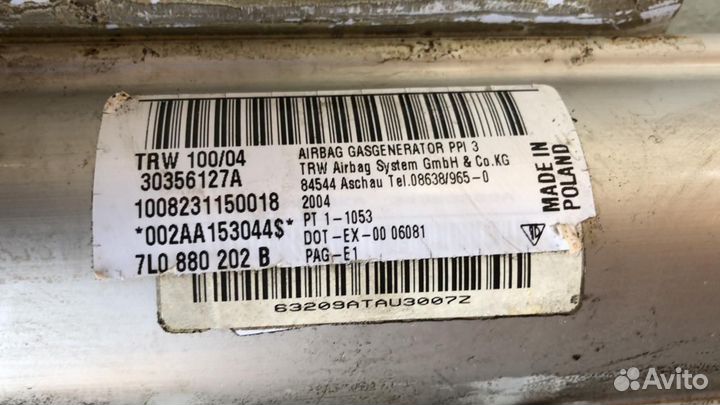 TRW 100/04
30356127A
1008231150018
*002AA153044$*
7L0 880 202 B
AIRBAG GASGENERATOR PPI 3
TRW Airbag System GmbH & Co.KG
84544 Aschau Tel.08638/965-0
2004
PT 1-1053
DOT-EX-00 06081
PAG-E1
MADE IN
POLAND
63209ATAU3007Z
Avito